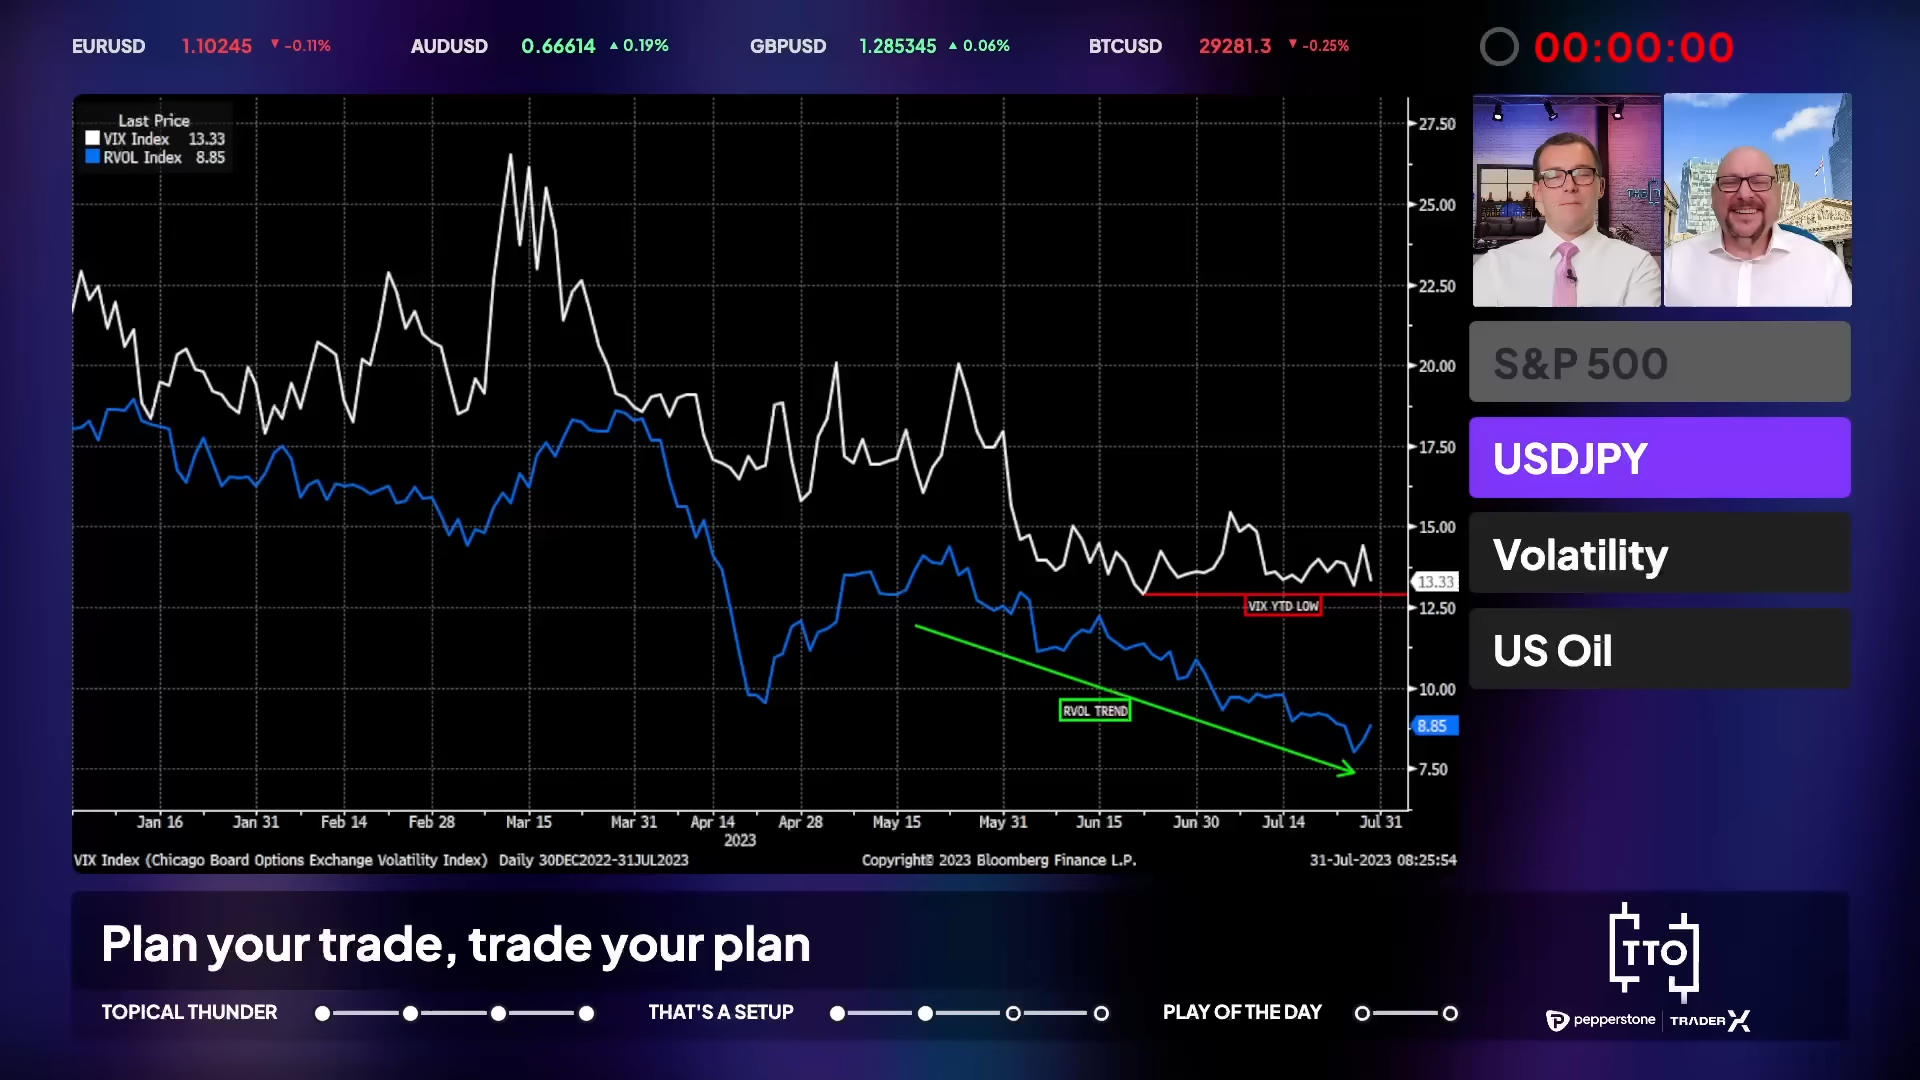 EURUSD 1.10245 ▼ -0.11% AUDUSD 0.66614 ▲ 0.19% GBPUSD 1.285345 ▲ 0.06% BTCUSD 29281.3 ▼ -0.25%
00:00:00
Last Price
VIX Index 13.33
RVOL Index 8.85
27.50
25.00
22.50
20.00
17.50
15.00
13.33
12.50
10.00
8.85
7.50
VIX YTD LOW
RVOL TREND
Jan 16 Jan 31 Feb 14 Feb 28 Mar 15 Mar 31 Apr 14 Apr 28 May 15 May 31 Jun 15 Jun 30 Jul 14 Jul 31
2023
VIX Index (Chicago Board Options Exchange Volatility Index) Daily 30DEC2022-31JUL2023 Copyright© 2023 Bloomberg Finance L.P. 31-Jul-2023 08:25:54
S&P 500
USDJPY
Volatility
US Oil
Plan your trade, trade your plan
TOPICAL THUNDER THAT'S A SETUP PLAY OF THE DAY
TTO
pepperstone TRADER X